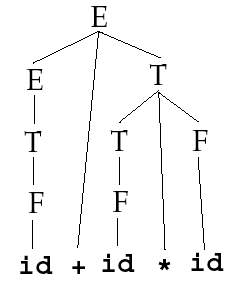 E
E T
T T F
F F
id + id * id